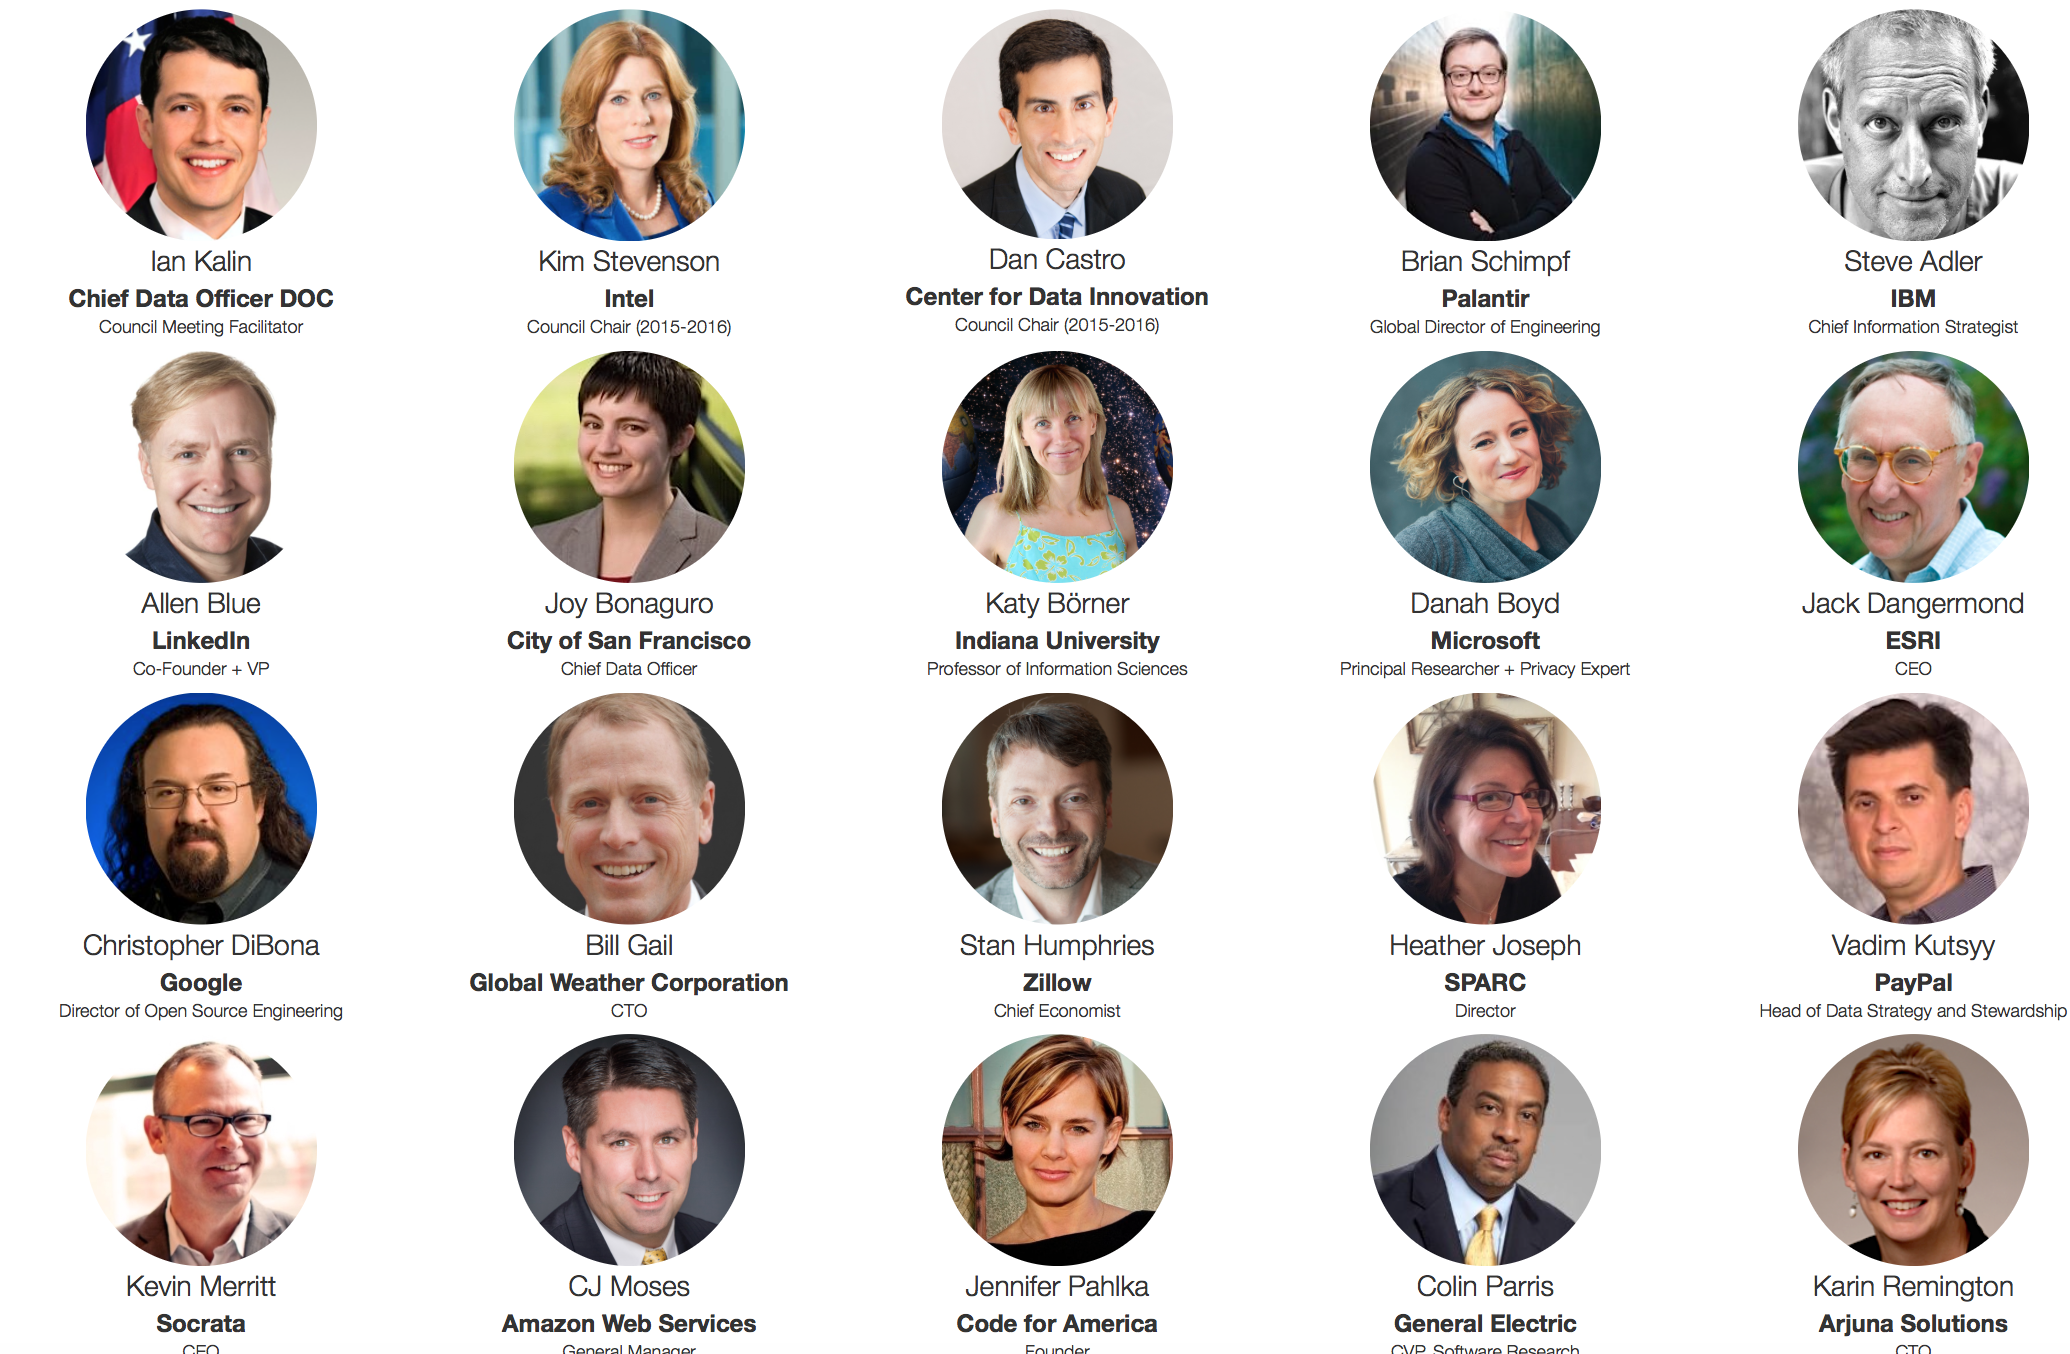 Ian Kalin
Chief Data Officer DOC
Council Meeting Facilitator
Kim Stevenson
Intel
Council Chair (2015-2016)
Dan Castro
Center for Data Innovation
Council Chair (2015-2016)
Brian Schimpf
Palantir
Global Director of Engineering
Steve Adler
IBM
Chief Information Strategist
Allen Blue
LinkedIn
Co-Founder + VP
Joy Bonaguro
City of San Francisco
Chief Data Officer
Katy Börner
Indiana University
Professor of Information Sciences
Danah Boyd
Microsoft
Principal Researcher + Privacy Expert
Jack Dangermond
ESRI
CEO
Christopher DiBona
Google
Director of Open Source Engineering
Bill Gail
Global Weather Corporation
CTO
Stan Humphries
Zillow
Chief Economist
Heather Joseph
SPARC
Director
Vadim Kutsyy
PayPal
Head of Data Strategy and Stewardship
Kevin Merritt
Socrata
CEO
CJ Moses
Amazon Web Services
General Manager
Jennifer Pahlka
Code for America
Founder
Colin Parris
General Electric
CVP, Software Research
Karin Remington
Arjuna Solutions
CTO